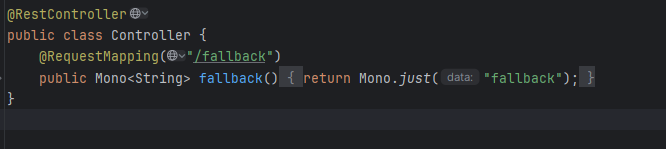 @RestController
public class Controller {
    @RequestMapping("/fallback")
    public Mono<String> fallback() { return Mono.just( data: "fallback"); }
}